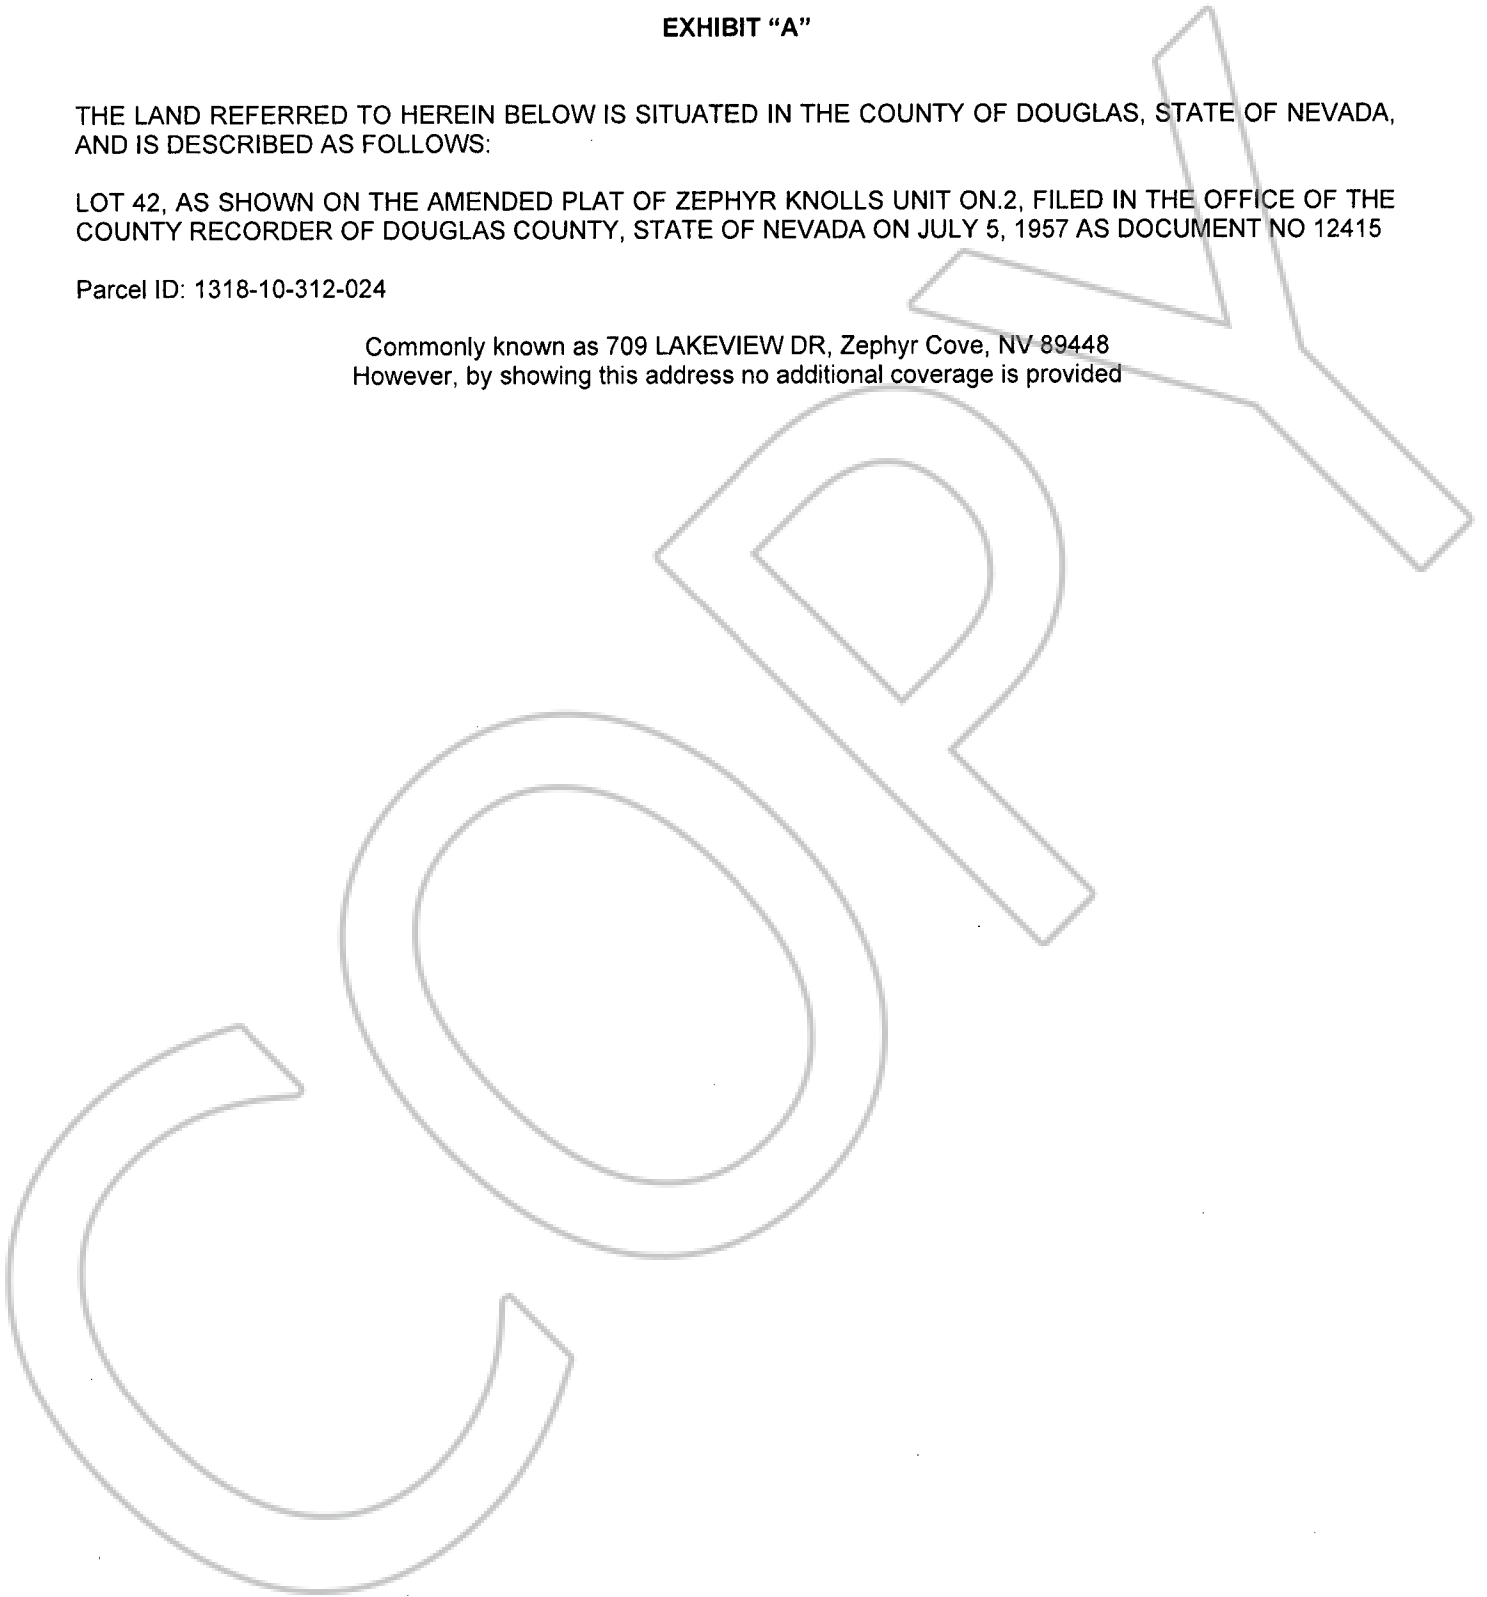 EXHIBIT “A”
THE LAND REFERRED TO HEREIN BELOW IS SITUATED IN THE COUNTY OF DOUGLAS, STATE OF NEVADA,
AND IS DESCRIBED AS FOLLOWS:
LOT 42, AS SHOWN ON THE AMENDED PLAT OF ZEPHYR KNOLLS UNIT ON.2, FILED IN THE OFFICE OF THE
COUNTY RECORDER OF DOUGLAS COUNTY, STATE OF NEVADA ON JULY 5, 1957 AS DOCUMENT NO 12415
Parcel ID: 1318-10-312-024
Commonly known as 709 LAKEVIEW DR, Zephyr Cove, NV 89448
However, by showing this address no additional coverage is provided
COPY